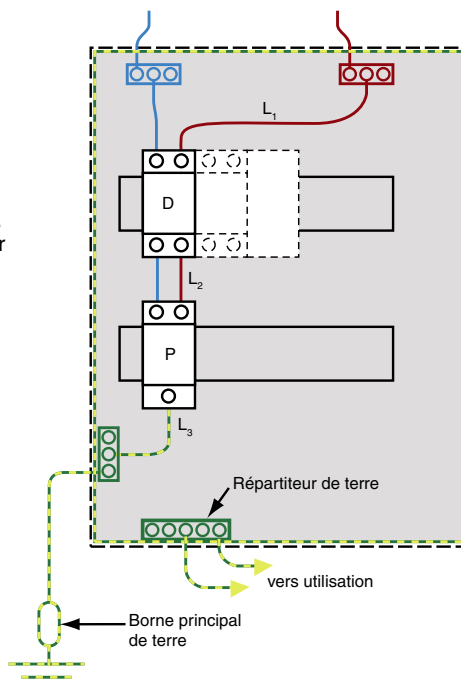 L1
D
r
L2
P
L3
Répartiteur de terre
vers utilisation
Borne principal
de terre